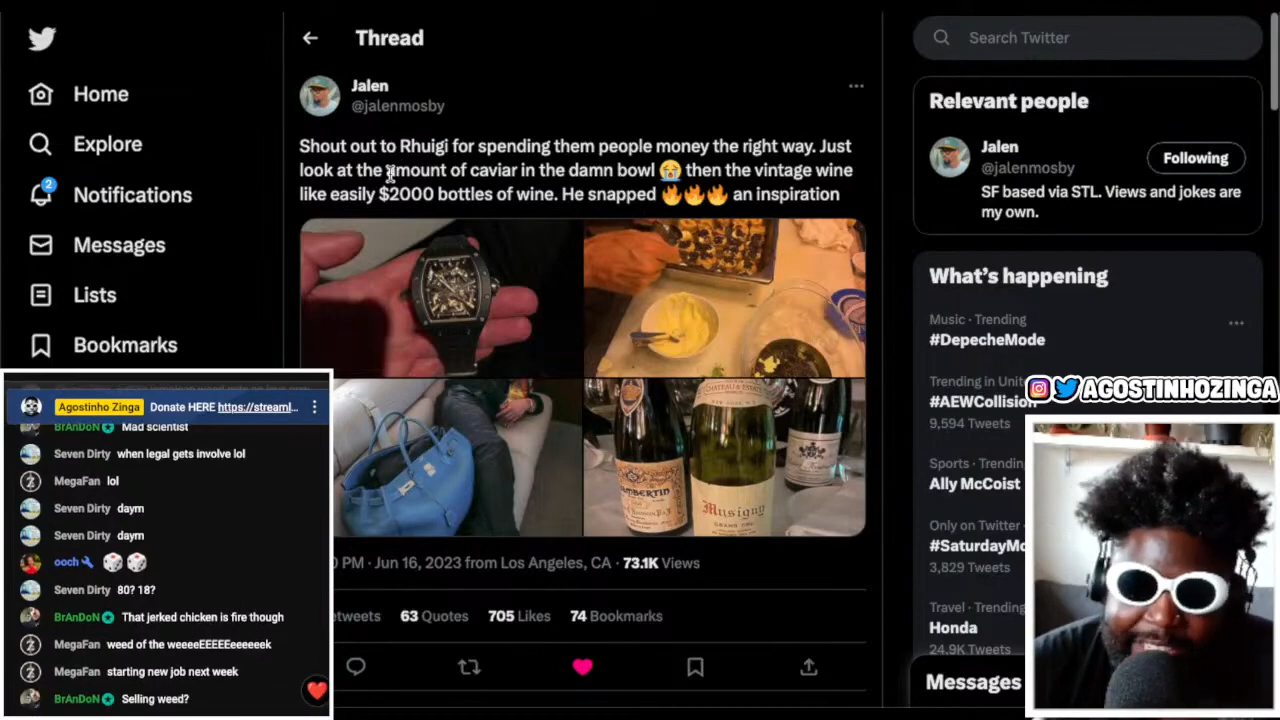 Home
Explore
2
Notifications
Messages
Lists
Bookmarks
Thread
Jalen
@jalenmosby
Shout out to Rhuigi for spending them people money the right way. Just
look at the amount of caviar in the damn bowl 😭 then the vintage wine
like easily $2000 bottles of wine. He snapped 🔥🔥🔥 an inspiration
CHATEAU
Musigny
GRAND CRU
PM · Jun 16, 2023 from Los Angeles, CA · 73.1K Views
63 Quotes 705 Likes 74 Bookmarks
Search Twitter
Relevant people
Jalen
@jalenmosby
Following
SF based via STL. Views and jokes are
my own.
What's happening
Music · Trending
#DepecheMode
Trending in Unite
#AEWCollision
9,594 Tweets
Sports · Trending
Ally McCoist
Only on Twitter ·
#SaturdayMo
3,829 Tweets
Travel · Trending
Honda
24.9K Tweets
Messages
AGOSTINHOZINGA
Agostinho Zinga Donate HERE https://streaml...
BrAnDoN Mad scientist
Seven Dirty when legal gets involve lol
MegaFan lol
Seven Dirty daym
Seven Dirty daym
ooch 🎲🎲
Seven Dirty 80? 18?
BrAnDoN That jerked chicken is fire though
MegaFan weed of the weeeEEEEEeeeeeek
MegaFan starting new job next week
BrAnDoN Selling weed?